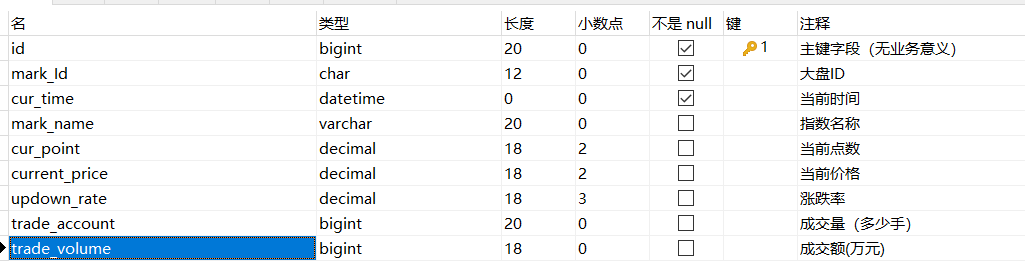 名 类型 长度 小数点 不是 null 键 注释
id bigint 20 0 1 主键字段（无业务意义）
mark_Id char 12 0 大盘ID
cur_time datetime 0 0 当前时间
mark_name varchar 20 0 指数名称
cur_point decimal 18 2 当前点数
current_price decimal 18 2 当前价格
updown_rate decimal 18 3 涨跌率
trade_account bigint 20 0 成交量（多少手）
trade_volume bigint 18 0 成交额(万元)